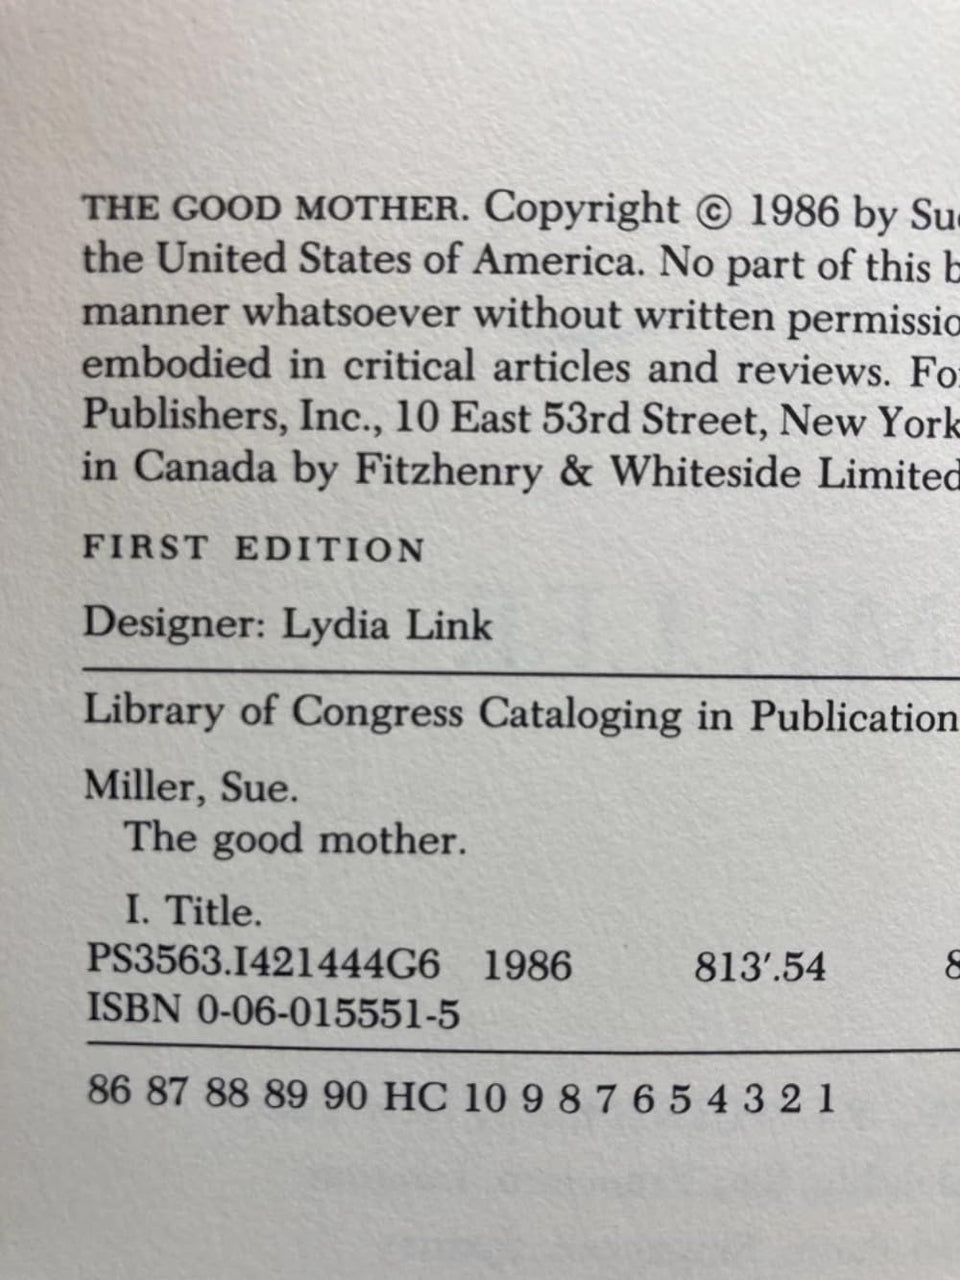 THE GOOD MOTHER. Copyright © 1986 by Sue
the United States of America. No part of this
manner whatsoever without written permissio
embodied in critical articles and reviews. For
Publishers, Inc., 10 East 53rd Street, New York
in Canada by Fitzhenry & Whiteside Limited
FIRST EDITION
Designer: Lydia Link
Library of Congress Cataloging in Publication
Miller, Sue.
The good mother.
I. Title.
PS3563.I421444G6 1986 813′.54 8
ISBN 0-06-015551-5
86 87 88 89 90 HC 10 9 8 7 6 5 4 3 2 1